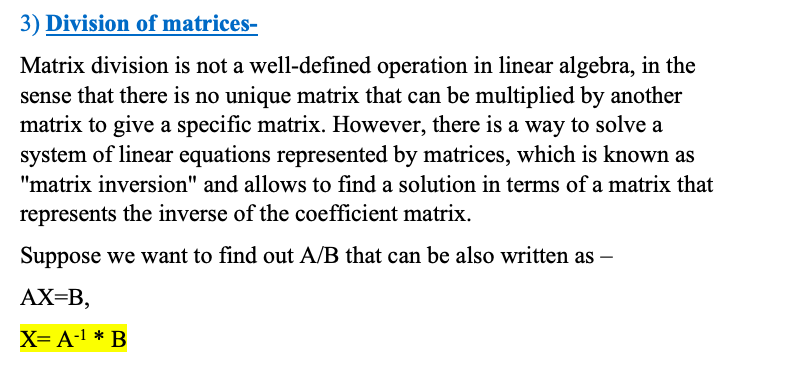 3) Division of matrices-
Matrix division is not a well-defined operation in linear algebra, in the
sense that there is no unique matrix that can be multiplied by another
matrix to give a specific matrix. However, there is a way to solve a
system of linear equations represented by matrices, which is known as
"matrix inversion" and allows to find a solution in terms of a matrix that
represents the inverse of the coefficient matrix.
Suppose we want to find out A/B that can be also written as –
AX=B,
X= A⁻¹ * B